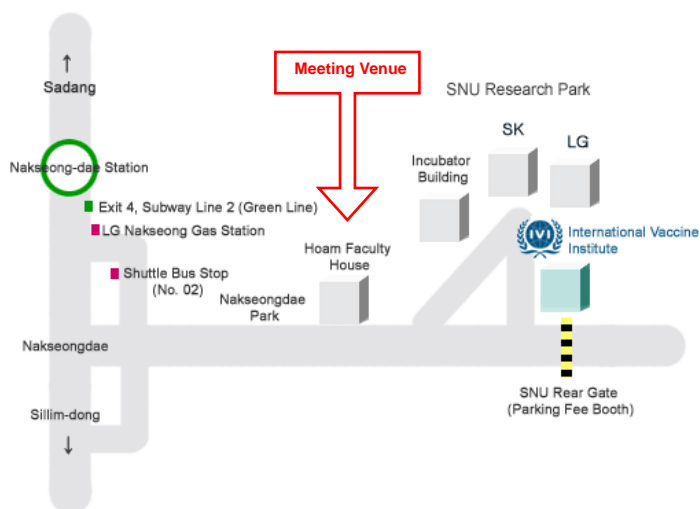 ↑
Sadang
Meeting Venue
SNU Research Park
SK
LG
Nakseong-dae Station
Incubator
Building
Exit 4, Subway Line 2 (Green Line)
LG Nakseong Gas Station
IVI
International Vaccine
Institute
Hoam Faculty
House
Shuttle Bus Stop
(No. 02)
Nakseongdae
Park
Nakseongdae
SNU Rear Gate
(Parking Fee Booth)
Sillim-dong
↓